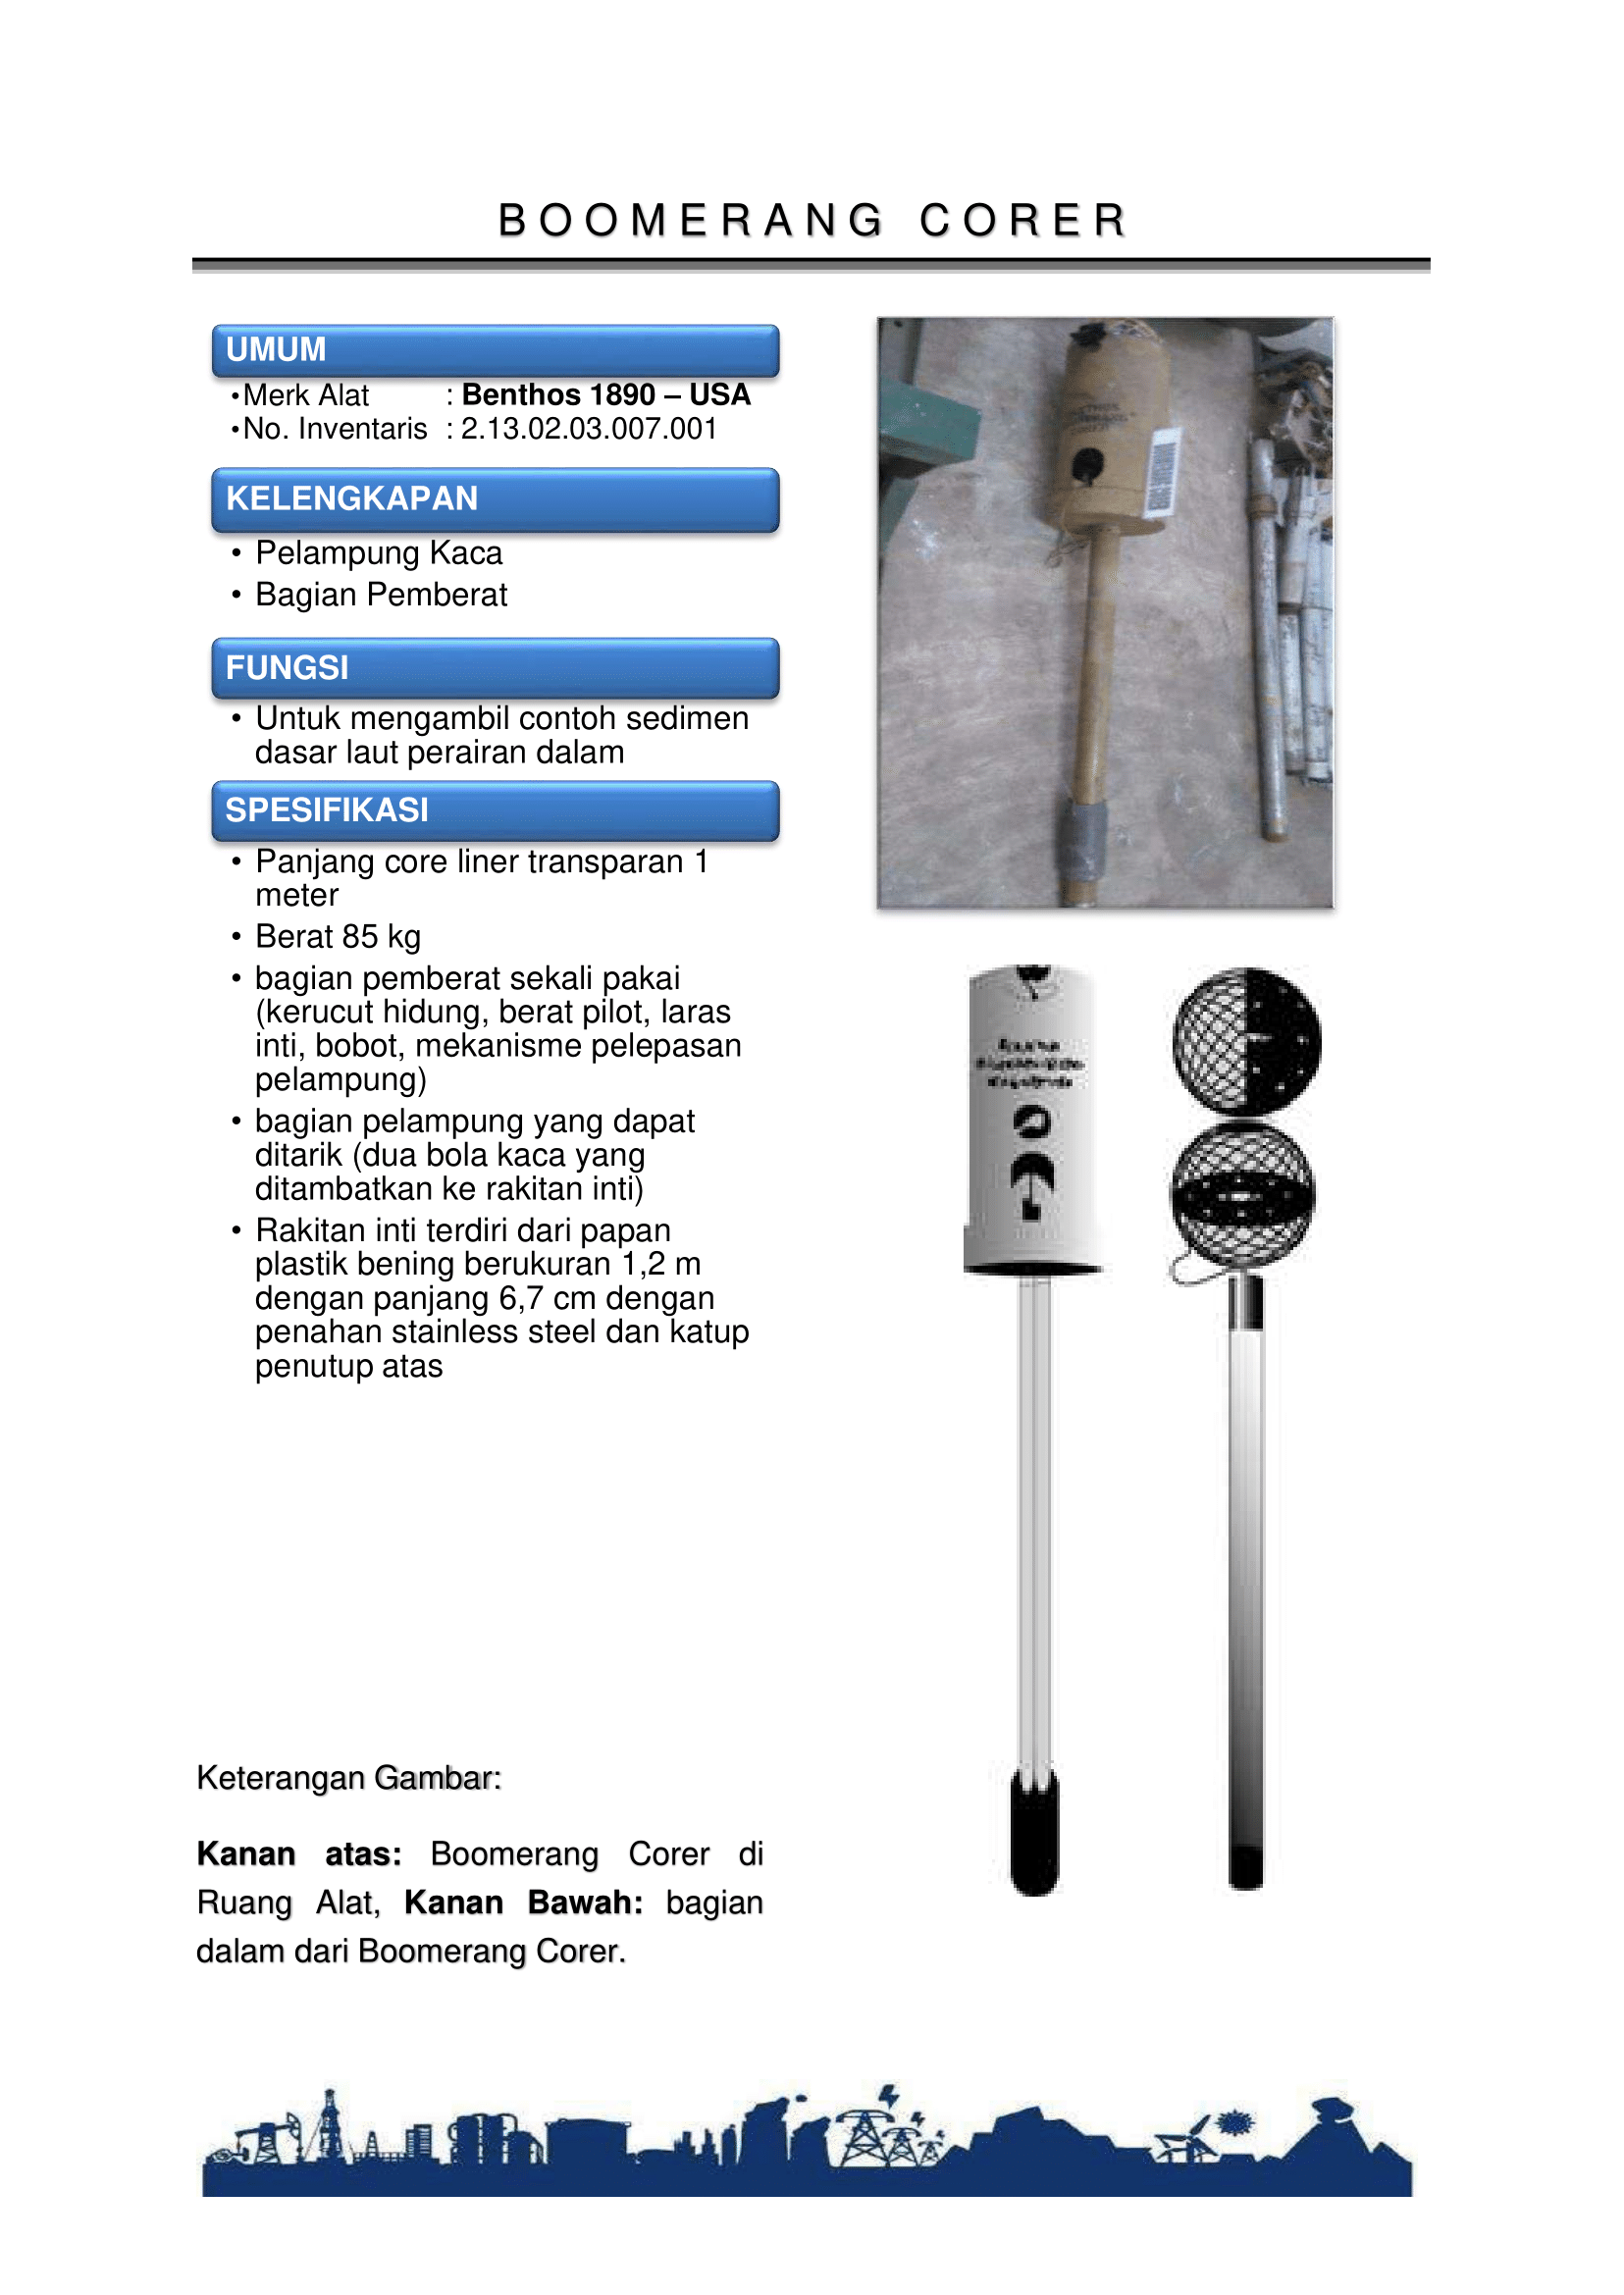 BOOMERANG CORER
UMUM
•Merk Alat : Benthos 1890 – USA
•No. Inventaris : 2.13.02.03.007.001
KELENGKAPAN
• Pelampung Kaca
• Bagian Pemberat
FUNGSI
• Untuk mengambil contoh sedimen
dasar laut perairan dalam
SPESIFIKASI
• Panjang core liner transparan 1
meter
• Berat 85 kg
• bagian pemberat sekali pakai
(kerucut hidung, berat pilot, laras
inti, bobot, mekanisme pelepasan
pelampung)
• bagian pelampung yang dapat
ditarik (dua bola kaca yang
ditambatkan ke rakitan inti)
• Rakitan inti terdiri dari papan
plastik bening berukuran 1,2 m
dengan panjang 6,7 cm dengan
penahan stainless steel dan katup
penutup atas
Keterangan Gambar:
Kanan atas: Boomerang Corer di
Ruang Alat, Kanan Bawah: bagian
dalam dari Boomerang Corer.